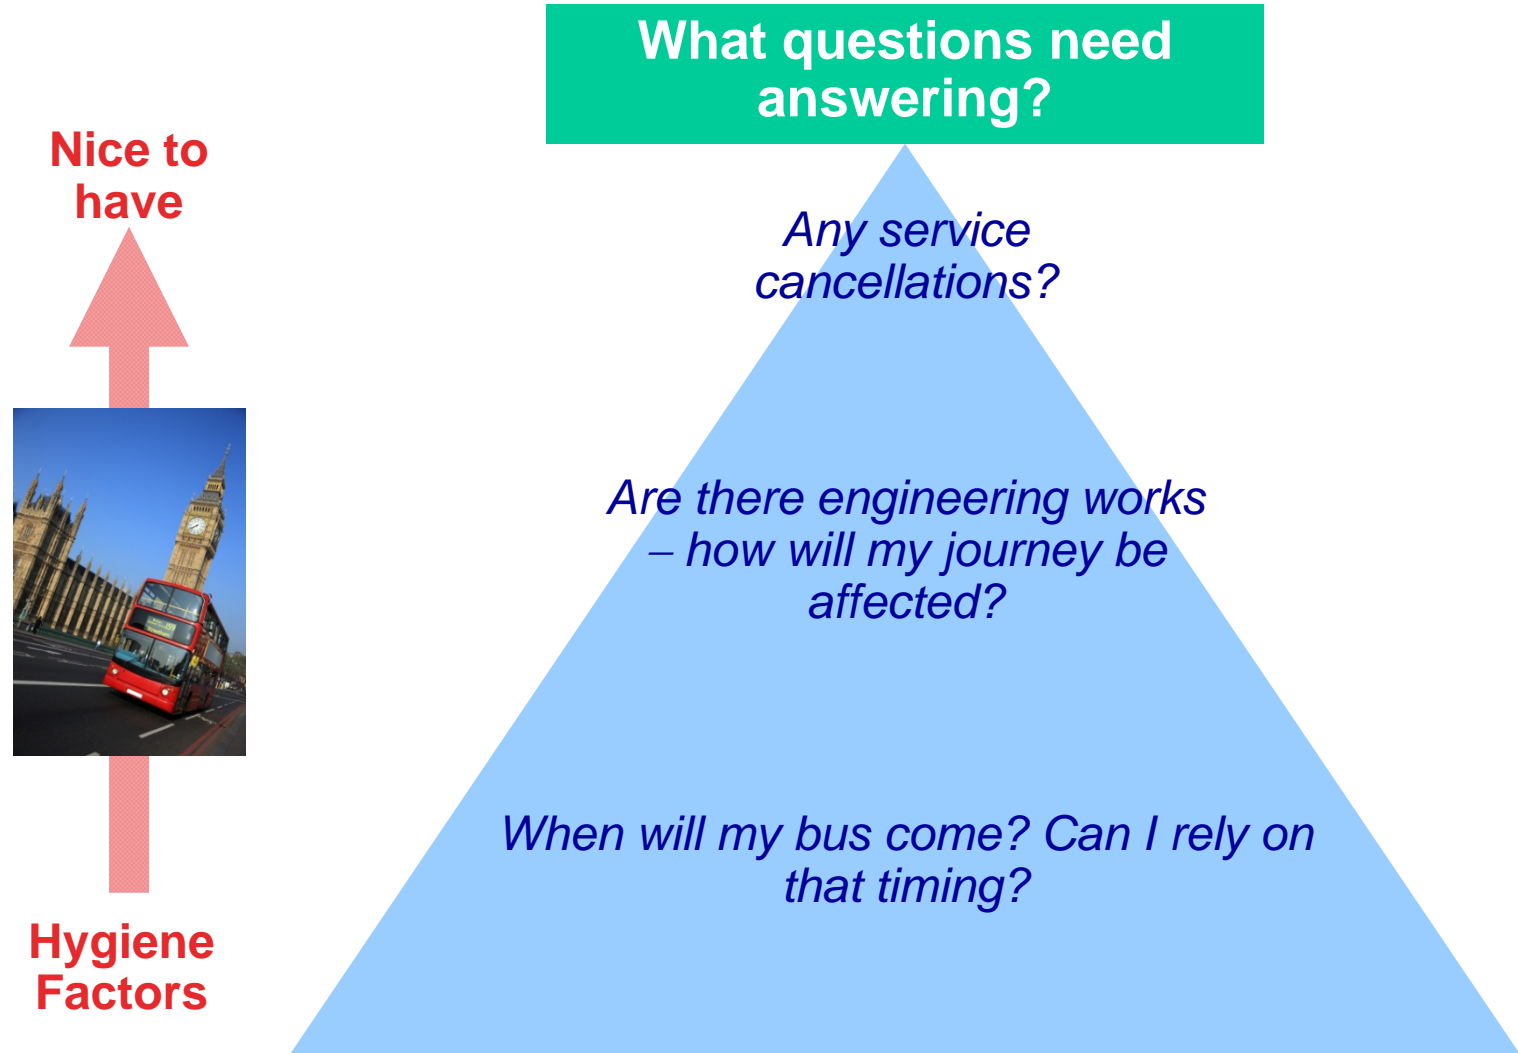 What questions need
answering?
Nice to
have
Any service
cancellations?
Are there engineering works
– how will my journey be
affected?
When will my bus come? Can I rely on
that timing?
Hygiene
Factors